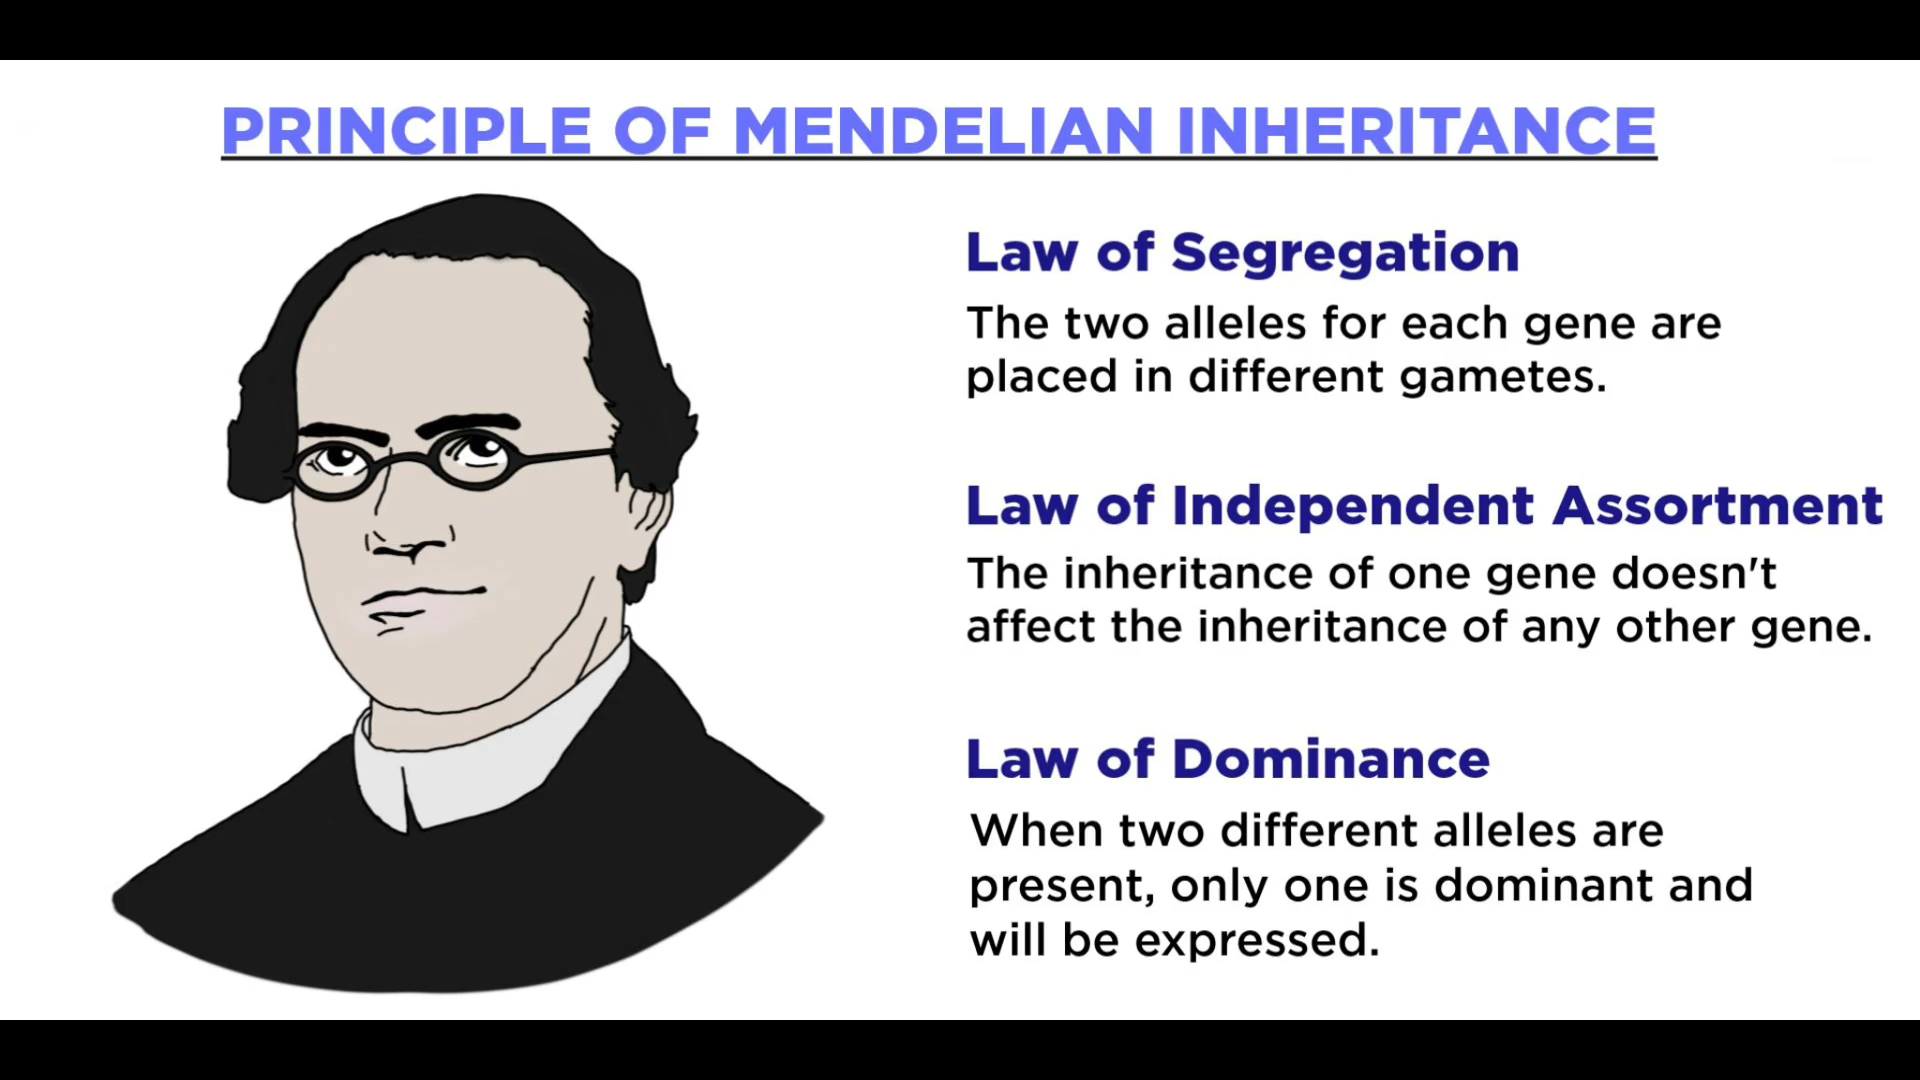 PRINCIPLE OF MENDELIAN INHERITANCE
Law of Segregation
The two alleles for each gene are
placed in different gametes.
Law of Independent Assortment
The inheritance of one gene doesn't
affect the inheritance of any other gene.
Law of Dominance
When two different alleles are
present, only one is dominant and
will be expressed.